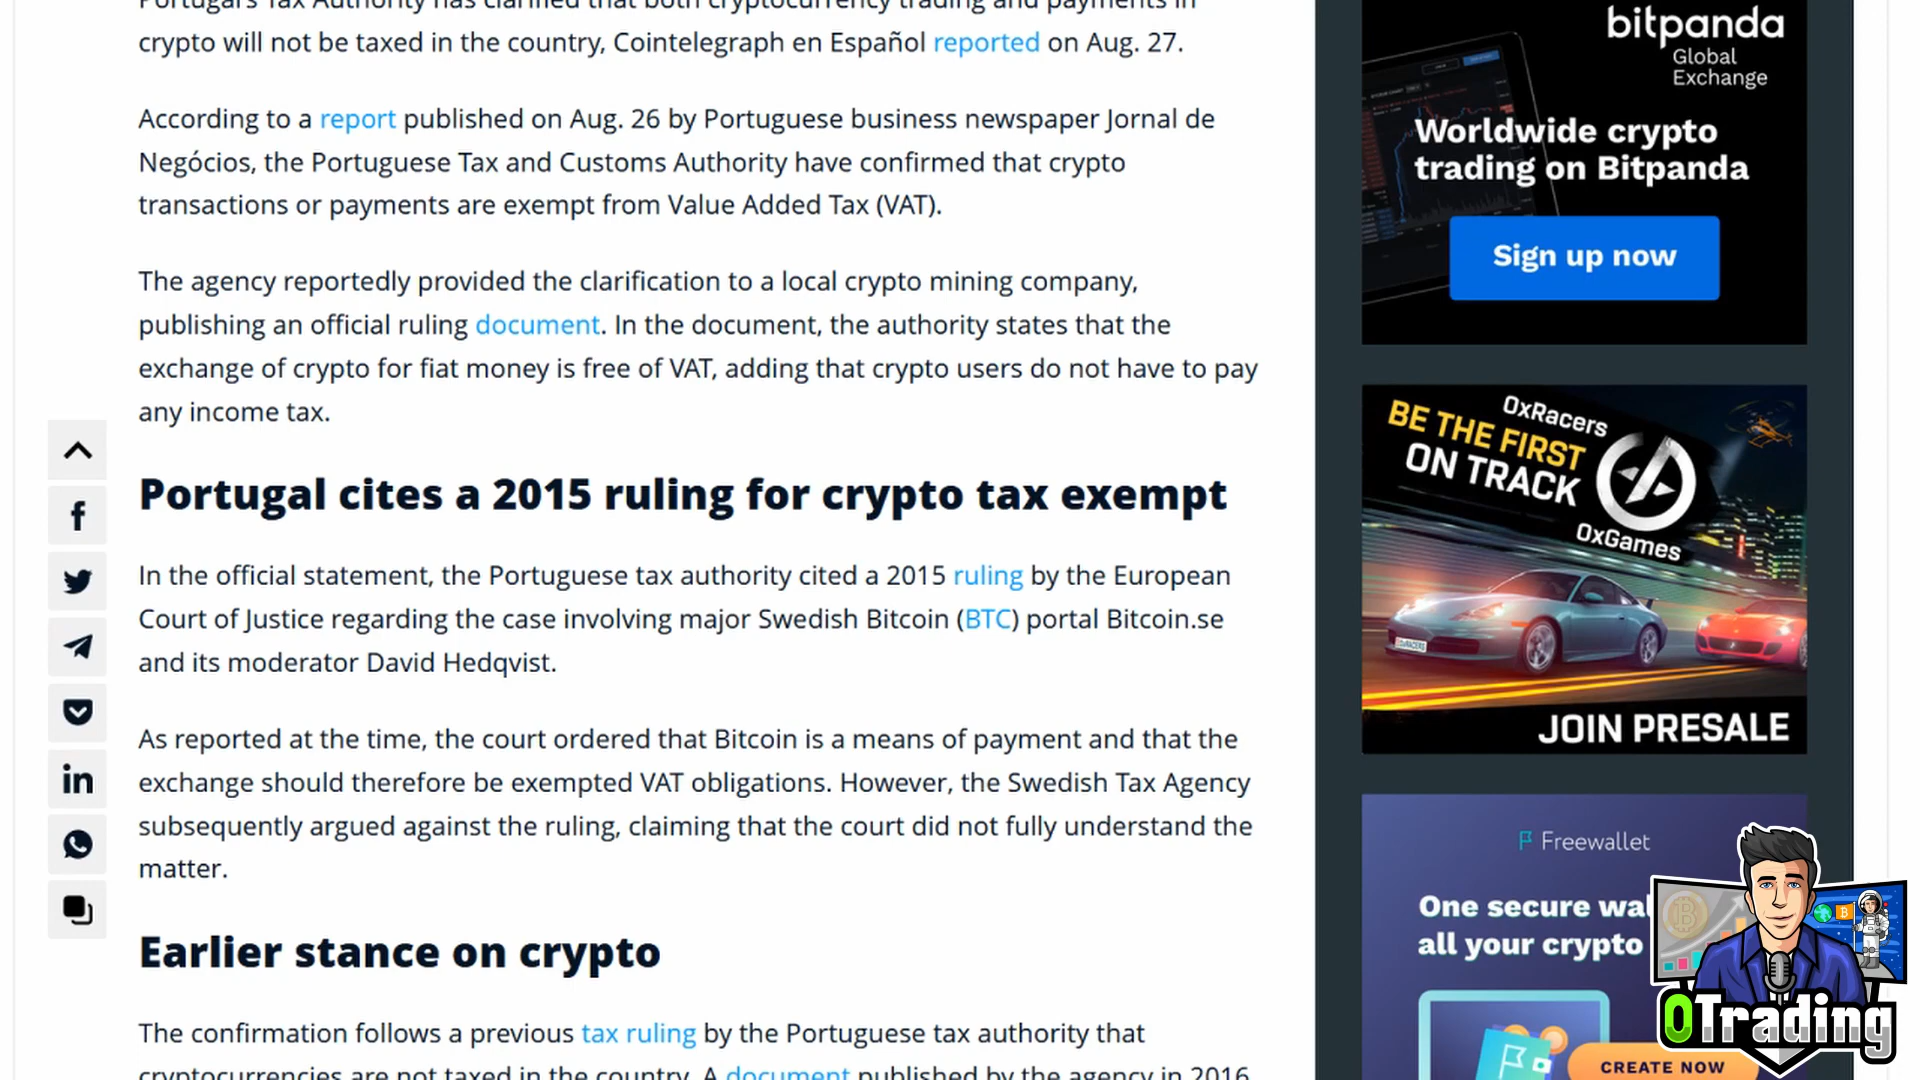 Portugal's Tax Authority has clarified that both cryptocurrency trading and payments in
crypto will not be taxed in the country, Cointelegraph en Español reported on Aug. 27.
According to a report published on Aug. 26 by Portuguese business newspaper Jornal de
Negócios, the Portuguese Tax and Customs Authority have confirmed that crypto
transactions or payments are exempt from Value Added Tax (VAT).
The agency reportedly provided the clarification to a local crypto mining company,
publishing an official ruling document. In the document, the authority states that the
exchange of crypto for fiat money is free of VAT, adding that crypto users do not have to pay
any income tax.
Portugal cites a 2015 ruling for crypto tax exempt
In the official statement, the Portuguese tax authority cited a 2015 ruling by the European
Court of Justice regarding the case involving major Swedish Bitcoin (BTC) portal Bitcoin.se
and its moderator David Hedqvist.
As reported at the time, the court ordered that Bitcoin is a means of payment and that the
exchange should therefore be exempted VAT obligations. However, the Swedish Tax Agency
subsequently argued against the ruling, claiming that the court did not fully understand the
matter.
Earlier stance on crypto
The confirmation follows a previous tax ruling by the Portuguese tax authority that
cryptocurrencies are not taxed in the country. A document published by the agency in 2016
bitpanda
Global
Exchange
Worldwide crypto
trading on Bitpanda
Sign up now
0xRacers
BE THE FIRST
ON TRACK
0xGames
JOIN PRESALE
Freewallet
One secure
all your crypto
CREATE NOW
OTrading